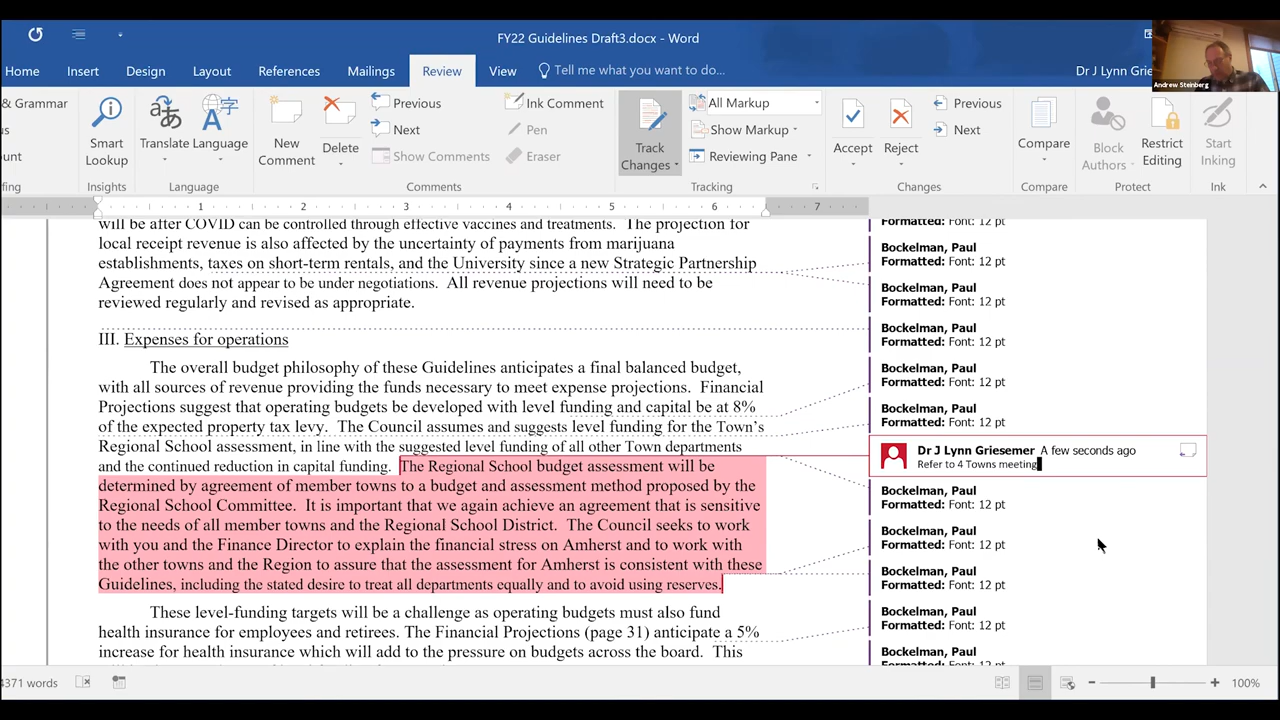 FY22 Guidelines Draft3.docx - Word
Andrew Steinberg
Home Insert Design Layout References Mailings Review View Tell me what you want to do... Dr J Lynn
& Grammar
Smart Lookup
Insights
Translate Language
Language
New Comment
Delete
Previous
Next
Show Comments
Ink Comment
Pen
Eraser
Comments
Track Changes
All Markup
Show Markup
Reviewing Pane
Tracking
Accept
Reject
Previous
Next
Changes
Compare
Compare
Block Authors
Restrict Editing
Protect
Start Inking
Ink
1 2 3 4 5 6 7
will be after COVID can be controlled through effective vaccines and treatments. The projection for
local receipt revenue is also affected by the uncertainty of payments from marijuana
establishments, taxes on short-term rentals, and the University since a new Strategic Partnership
Agreement does not appear to be under negotiations. All revenue projections will need to be
reviewed regularly and revised as appropriate.
III. Expenses for operations
The overall budget philosophy of these Guidelines anticipates a final balanced budget,
with all sources of revenue providing the funds necessary to meet expense projections. Financial
Projections suggest that operating budgets be developed with level funding and capital be at 8%
of the expected property tax levy. The Council assumes and suggests level funding for the Town's
Regional School assessment, in line with the suggested level funding of all other Town departments
and the continued reduction in capital funding. The Regional School budget assessment will be
determined by agreement of member towns to a budget and assessment method proposed by the
Regional School Committee. It is important that we again achieve an agreement that is sensitive
to the needs of all member towns and the Regional School District. The Council seeks to work
with you and the Finance Director to explain the financial stress on Amherst and to work with
the other towns and the Region to assure that the assessment for Amherst is consistent with these
Guidelines, including the stated desire to treat all departments equally and to avoid using reserves.
These level-funding targets will be a challenge as operating budgets must also fund
health insurance for employees and retirees. The Financial Projections (page 31) anticipate a 5%
increase for health insurance which will add to the pressure on budgets across the board. This
Formatted: Font: 12 pt
Bockelman, Paul
Formatted: Font: 12 pt
Bockelman, Paul
Formatted: Font: 12 pt
Bockelman, Paul
Formatted: Font: 12 pt
Bockelman, Paul
Formatted: Font: 12 pt
Bockelman, Paul
Formatted: Font: 12 pt
Dr J Lynn Griesemer A few seconds ago
Refer to 4 Towns meeting
Bockelman, Paul
Formatted: Font: 12 pt
Bockelman, Paul
Formatted: Font: 12 pt
Bockelman, Paul
Formatted: Font: 12 pt
Bockelman, Paul
Formatted: Font: 12 pt
Bockelman, Paul
4371 words
100%